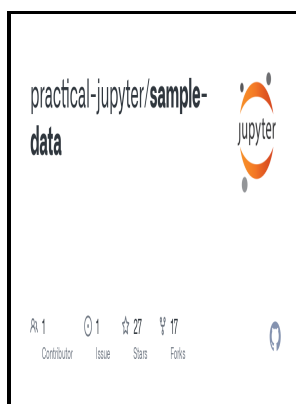 practical-jupyter/sample-
data
jupyter
1 1 27 17
Contributor Issue Stars Forks